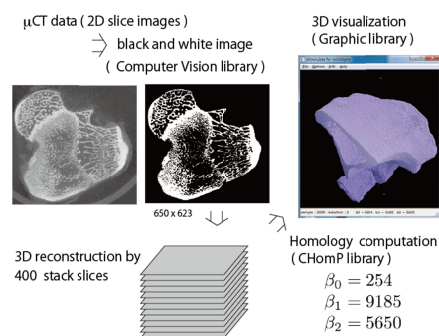 μCT data ( 2D slice images )
black and white image
( Computer Vision library )
3D visualization
( Graphic library )
650 x 623
3D reconstruction by
400 stack slices
Homology computation
( CHomP library )
β0 = 254
β1 = 9185
β2 = 5650